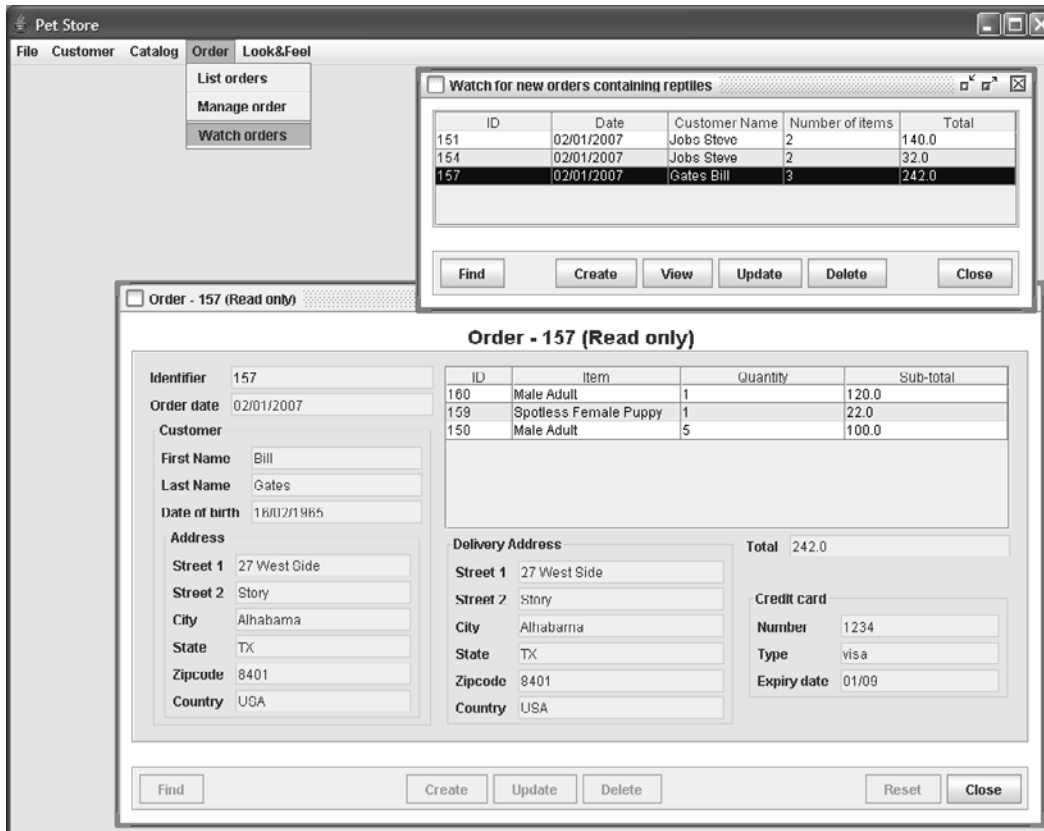 Pet Store
File Customer Catalog Order Look&Feel
List orders
Manage order
Watch orders
Watch for new orders containing reptiles
ID Date Customer Name Number of items Total
151 02/01/2007 Jobs Steve 2 140.0
154 02/01/2007 Jobs Steve 2 32.0
157 02/01/2007 Gates Bill 3 242.0
Find Create View Update Delete Close
Order - 157 (Read only)
Order - 157 (Read only)
Identifier 157
Order date 02/01/2007
Customer
First Name Bill
Last Name Gates
Date of birth 16/02/1965
Address
Street 1 27 West Side
Street 2 Story
City Alhabama
State TX
Zipcode 8401
Country USA
ID Item Quantity Sub-total
160 Male Adult 1 120.0
159 Spotless Female Puppy 1 22.0
150 Male Adult 5 100.0
Delivery Address
Street 1 27 West Side
Street 2 Story
City Alhabama
State TX
Zipcode 8401
Country USA
Total 242.0
Credit card
Number 1234
Type visa
Expiry date 01/09
Find Create Update Delete Reset Close